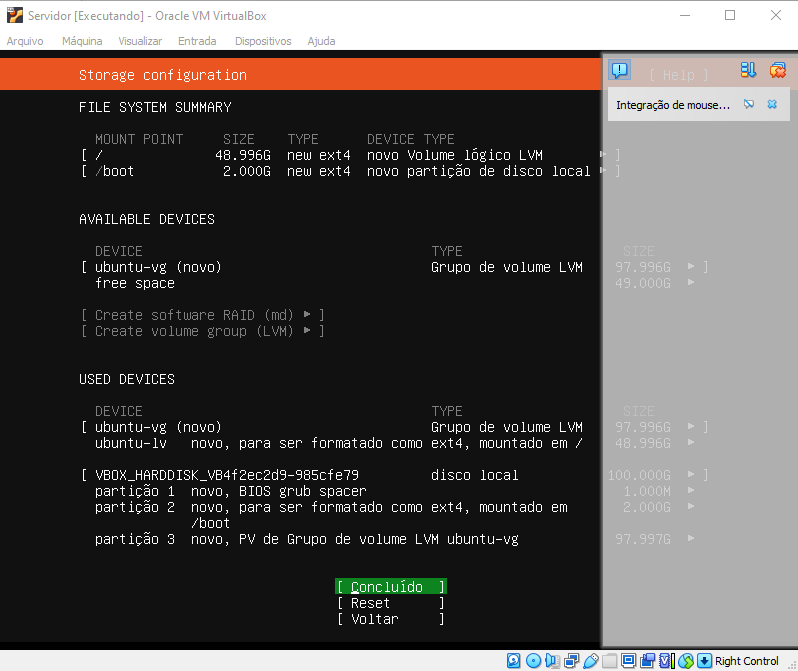 Servidor [Executando] - Oracle VM VirtualBox
Arquivo Máquina Visualizar Entrada Dispositivos Ajuda
Storage configuration [ Help ]
Integração de mouse...
FILE SYSTEM SUMMARY
MOUNT POINT SIZE TYPE DEVICE TYPE
[ / 48.996G new ext4 novo Volume lógico LVM ▸ ]
[ /boot 2.000G new ext4 novo partição de disco local ▸ ]
AVAILABLE DEVICES
DEVICE TYPE SIZE
[ ubuntu-vg (novo) Grupo de volume LVM 97.996G ▸ ]
free space 49.000G ▸
[ Create software RAID (md) ▸ ]
[ Create volume group (LVM) ▸ ]
USED DEVICES
DEVICE TYPE SIZE
[ ubuntu-vg (novo) Grupo de volume LVM 97.996G ▸ ]
ubuntu-lv novo, para ser formatado como ext4, mountado em / 48.996G ▸
[ VBOX_HARDDISK_VB4f2ec2d9-985cfe79 disco local 100.000G ▸ ]
partição 1 novo, BIOS grub spacer 1.000M ▸
partição 2 novo, para ser formatado como ext4, mountado em 2.000G ▸
/boot
partição 3 novo, PV de Grupo de volume LVM ubuntu-vg 97.997G ▸
[ Concluído ]
[ Reset ]
[ Voltar ]
Right Control